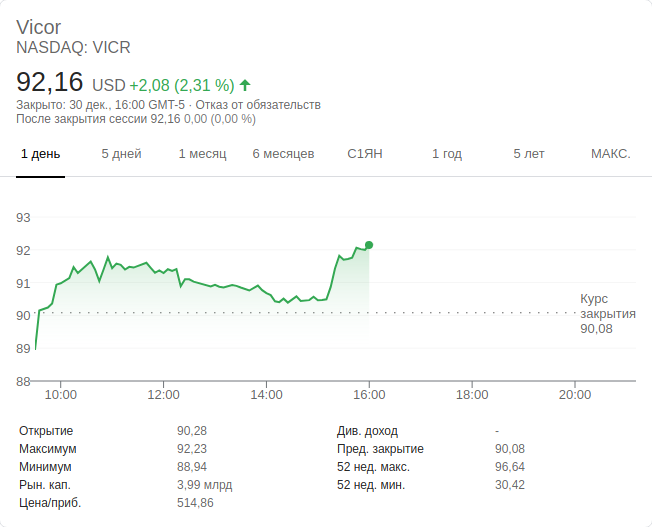 Vicor
NASDAQ: VICR
92,16 USD +2,08 (2,31 %) ↑
Закрыто: 30 дек., 16:00 GMT-5 · Отказ от обязательств
После закрытия сессии 92,16 0,00 (0,00 %)
1 день 5 дней 1 месяц 6 месяцев С1ЯН 1 год 5 лет МАКС.
93
92
91
90
89
88
Курс
закрытия
90,08
10:00 12:00 14:00 16:00 18:00 20:00
Открытие 90,28 Див. доход -
Максимум 92,23 Пред. закрытие 90,08
Минимум 88,94 52 нед. макс. 96,64
Рын. кап. 3,99 млрд 52 нед. мин. 30,42
Цена/приб. 514,86